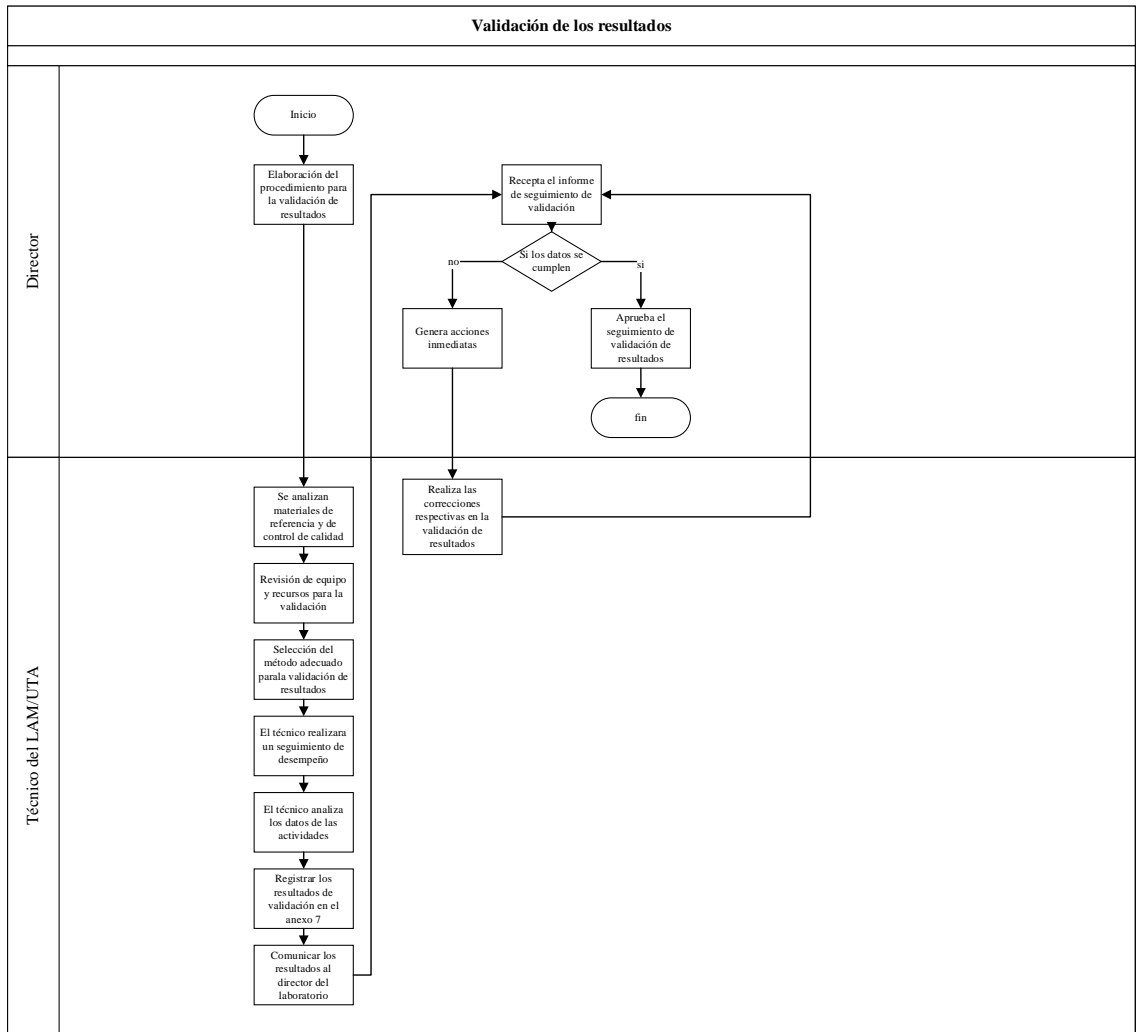 Validación de los resultados
Director
Inicio
Elaboración del
procedimiento para
la validación de
resultados
Recepta el informe
de seguimiento de
validación
Si los datos se
cumplen
no
si
Genera acciones
inmediatas
Aprueba el
seguimiento de
validación de
resultados
fin
Técnico del LAM/UTA
Se analizan
materiales de
referencia y de
control de calidad
Realiza las
correcciones
respectivas en la
validación de
resultados
Revisión de equipo
y recursos para la
validación
Selección del
método adecuado
parala validación de
resultados
El técnico realizara
un seguimiento de
desempeño
El técnico analiza
los datos de las
actividades
Registrar los
resultados de
validación en el
anexo 7
Comunicar los
resultados al
director del
laboratorio